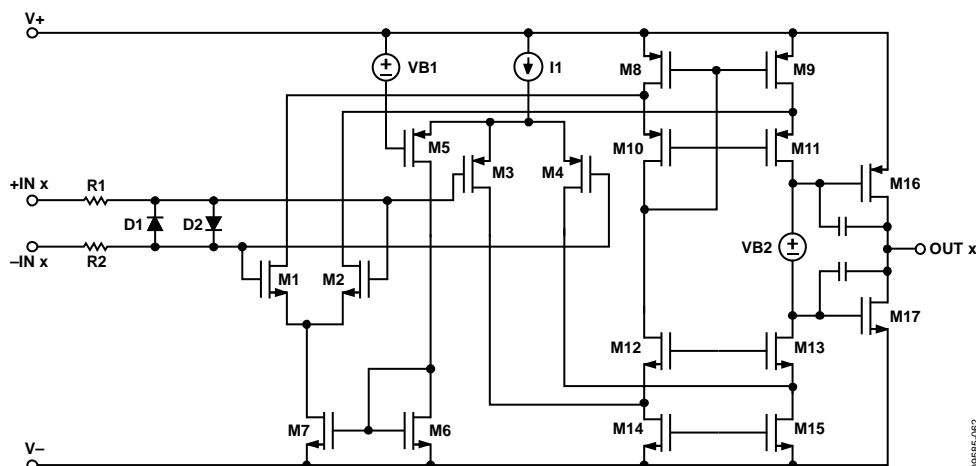 V+
VB1
I1
M8
M9
M5
M10
M11
M3
M4
M16
+IN x
R1
D1
D2
VB2
OUT x
–IN x
R2
M1
M2
M17
M12
M13
M7
M6
M14
M15
V–